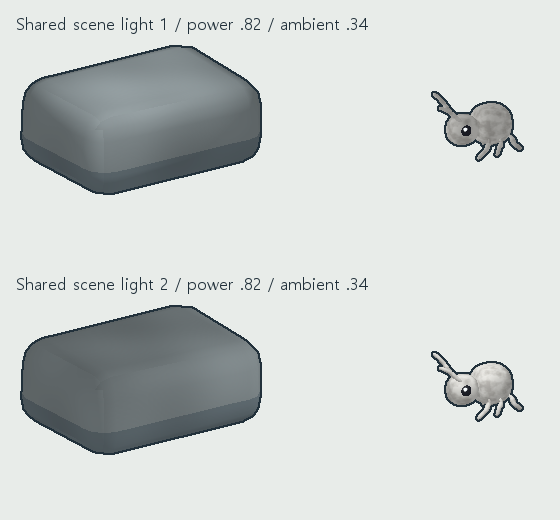 Shared scene light 1 / power .82 / ambient .34
Shared scene light 2 / power .82 / ambient .34